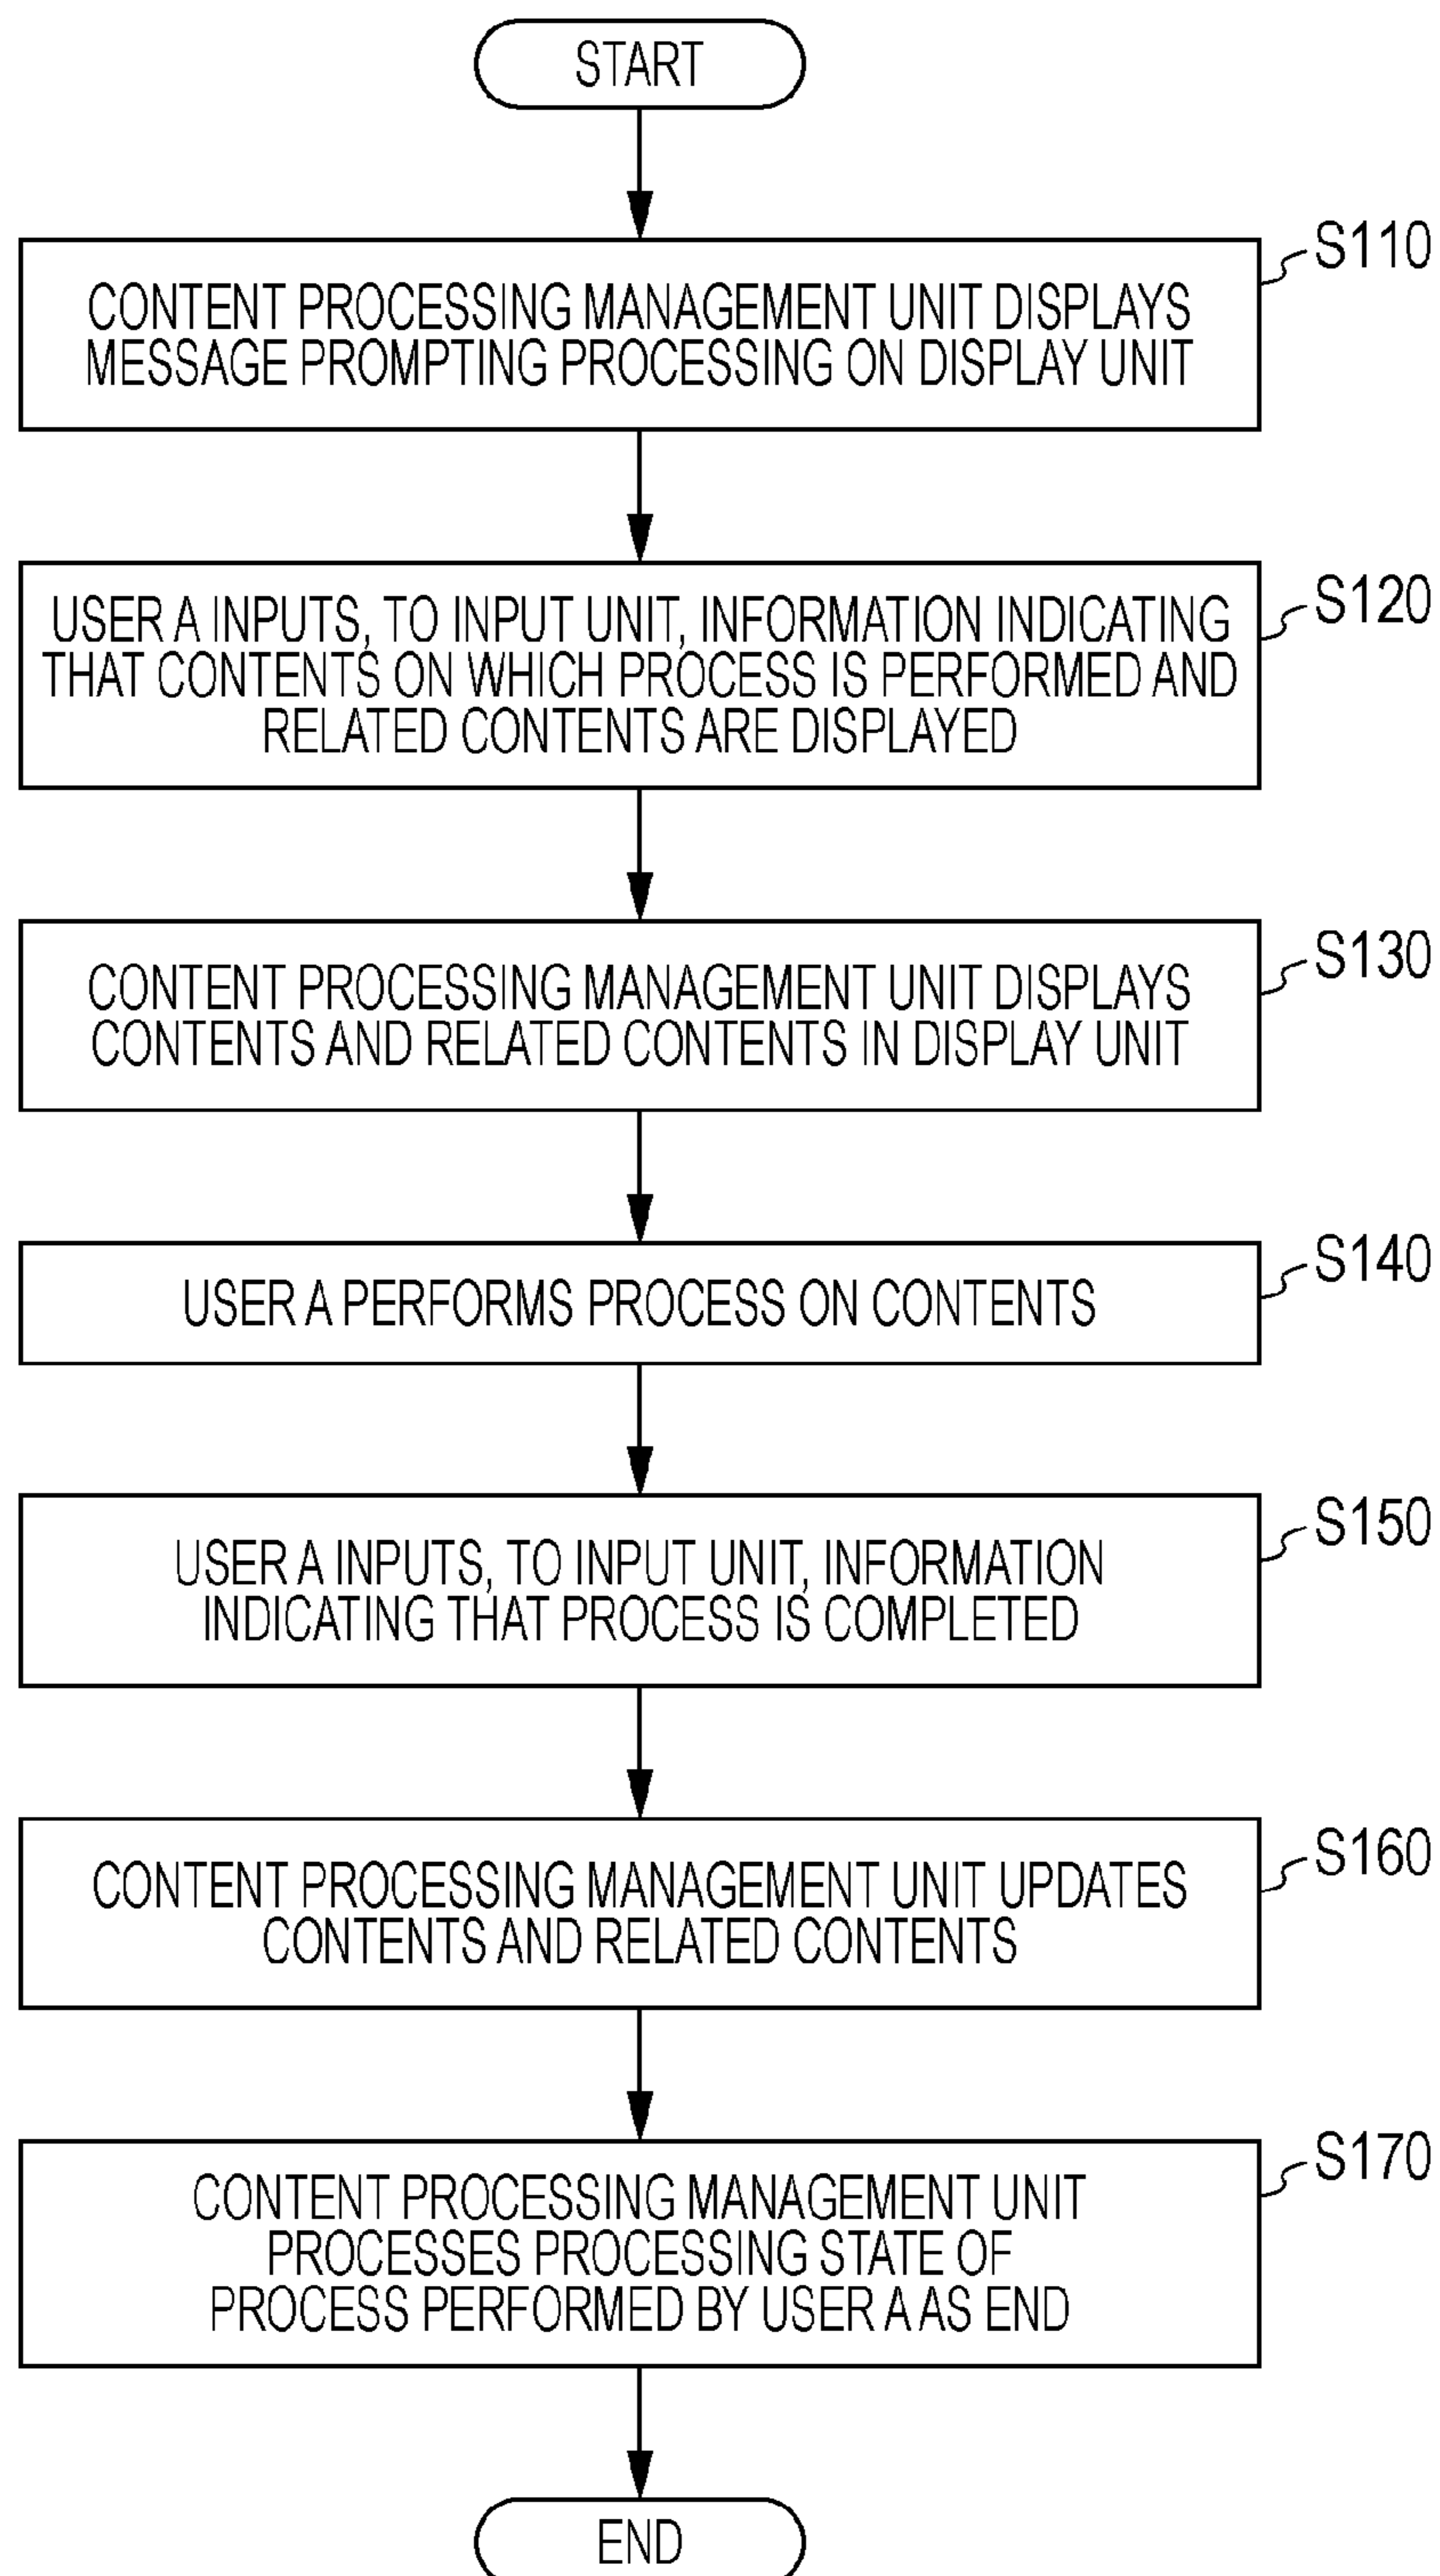 START
S110
CONTENT PROCESSING MANAGEMENT UNIT DISPLAYS
MESSAGE PROMPTING PROCESSING ON DISPLAY UNIT
S120
USER A INPUTS, TO INPUT UNIT, INFORMATION INDICATING
THAT CONTENTS ON WHICH PROCESS IS PERFORMED AND
RELATED CONTENTS ARE DISPLAYED
S130
CONTENT PROCESSING MANAGEMENT UNIT DISPLAYS
CONTENTS AND RELATED CONTENTS IN DISPLAY UNIT
S140
USER A PERFORMS PROCESS ON CONTENTS
S150
USER A INPUTS, TO INPUT UNIT, INFORMATION
INDICATING THAT PROCESS IS COMPLETED
S160
CONTENT PROCESSING MANAGEMENT UNIT UPDATES
CONTENTS AND RELATED CONTENTS
S170
CONTENT PROCESSING MANAGEMENT UNIT
PROCESSES PROCESSING STATE OF
PROCESS PERFORMED BY USER A AS END
END